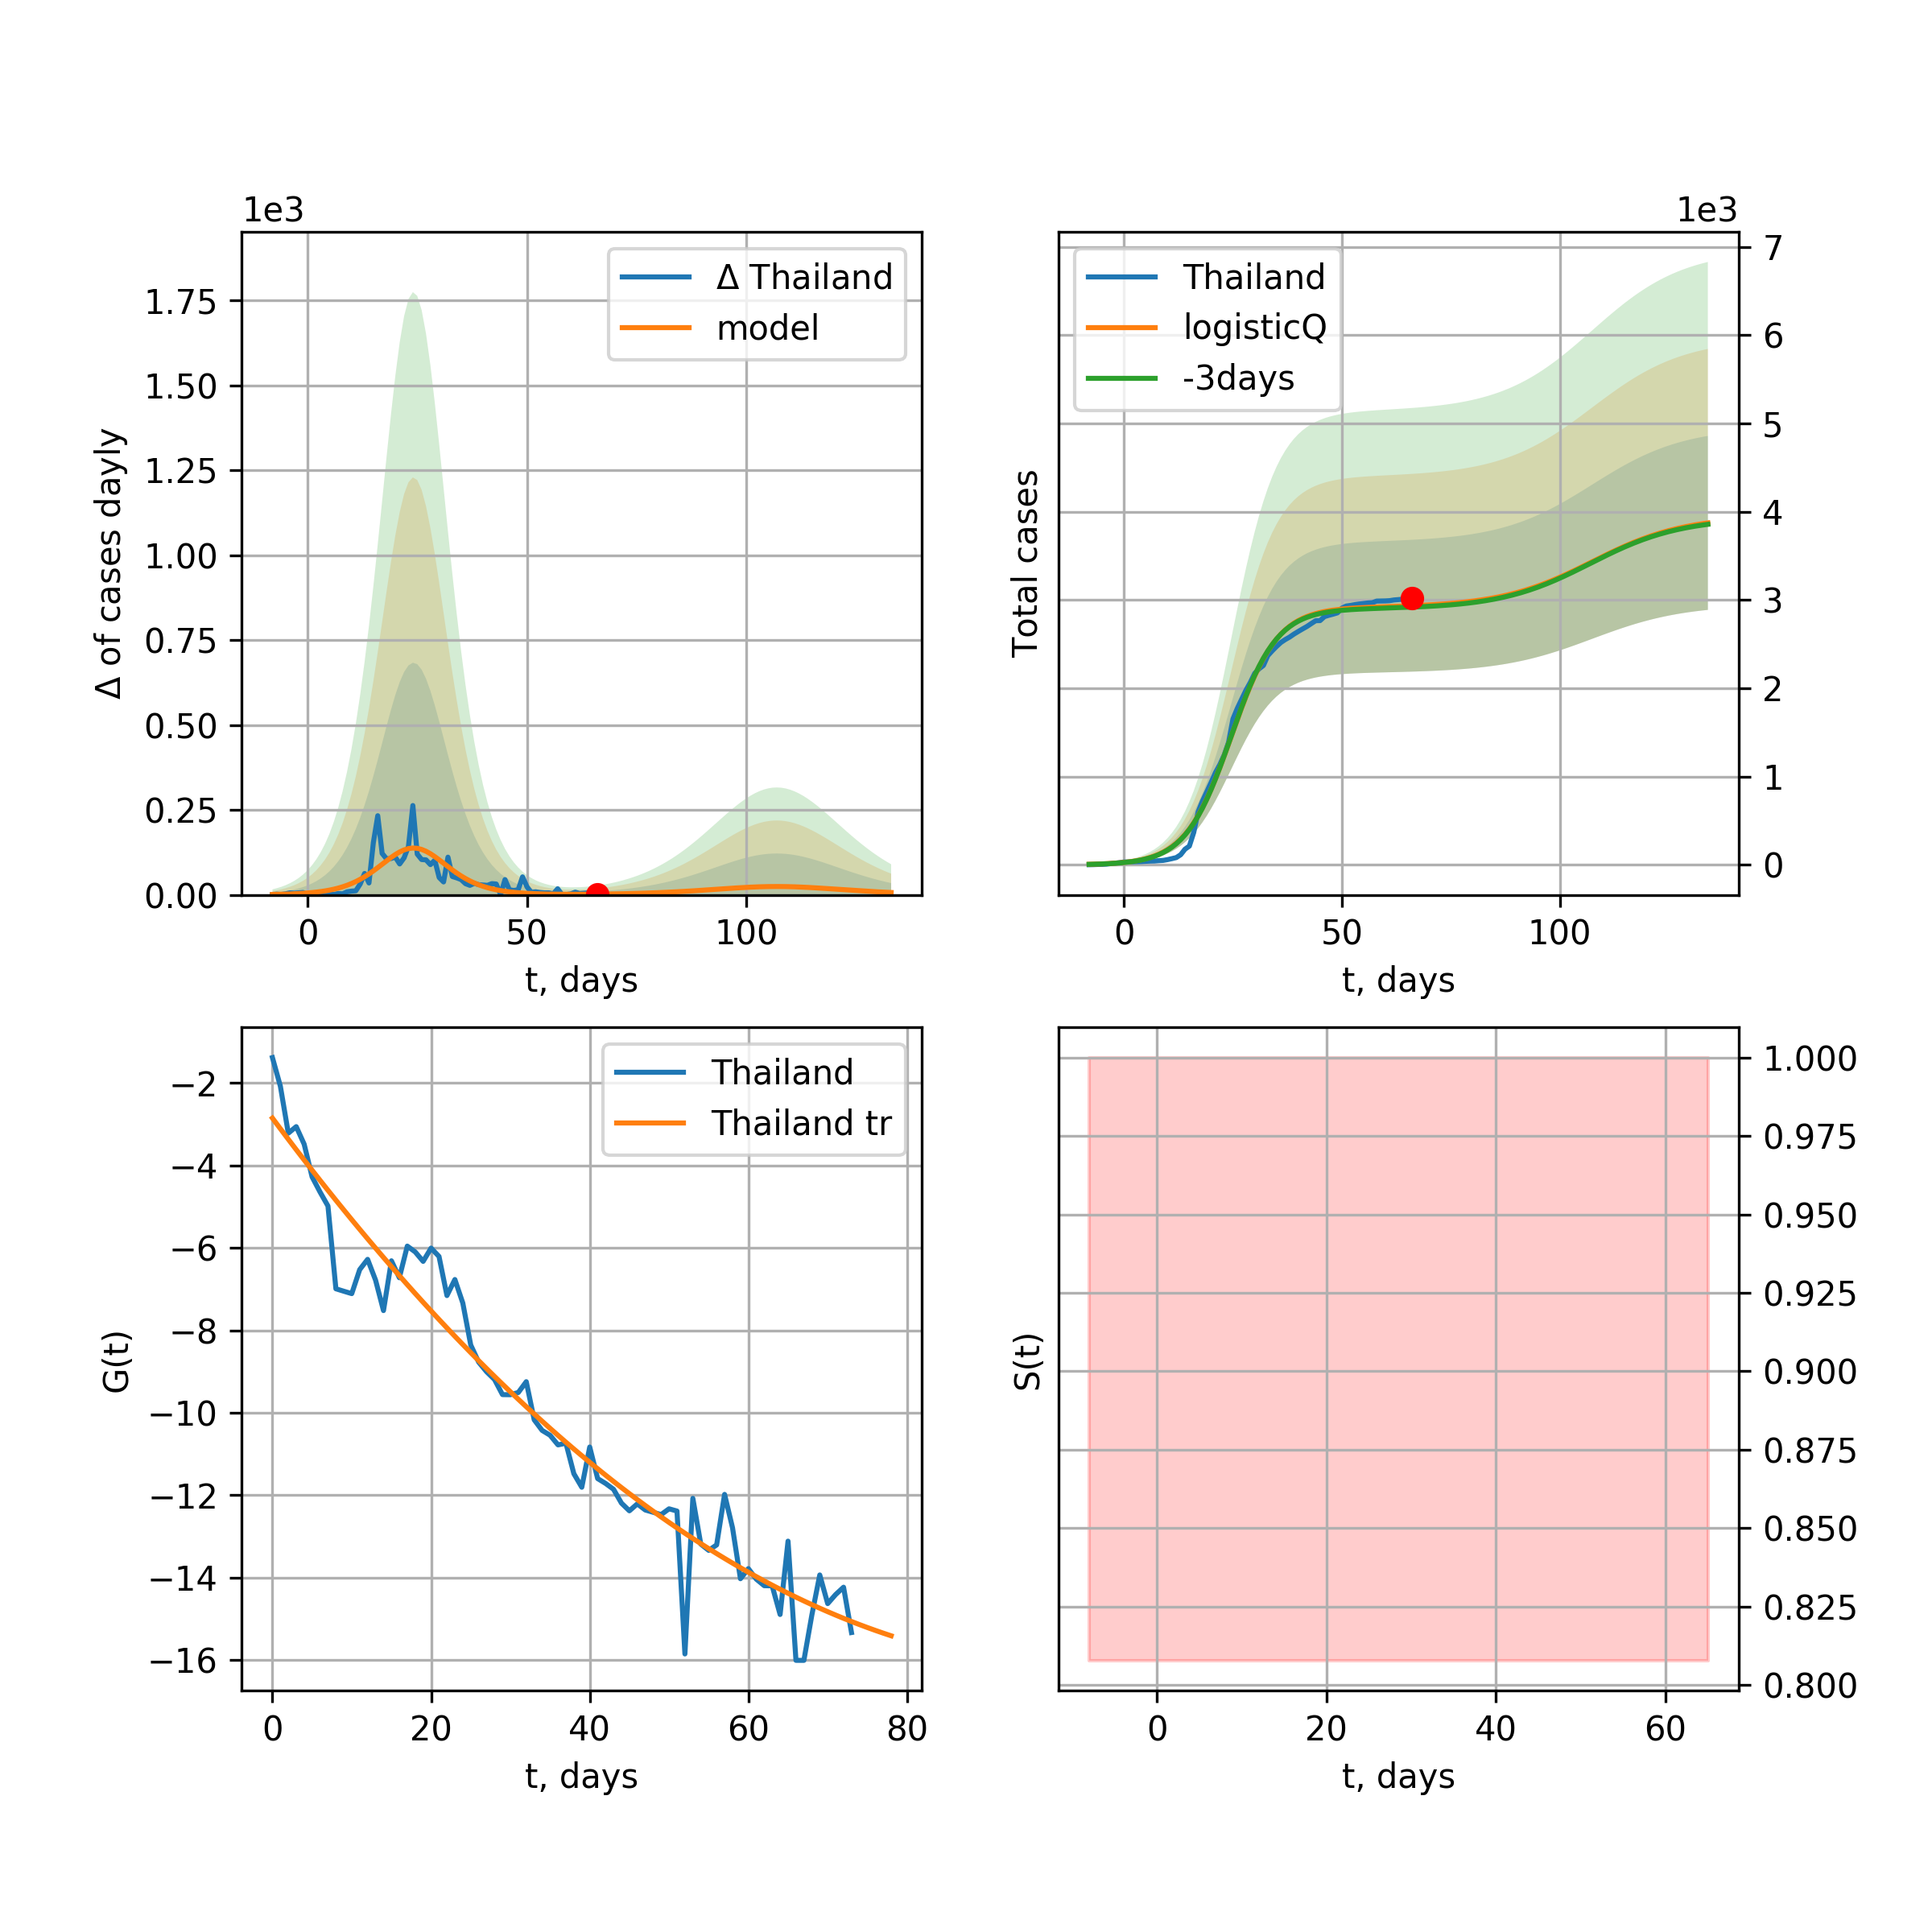 1e3
Δ of cases dayly
1.75
1.50
1.25
1.00
0.75
0.50
0.25
0.00
0 50 100
t, days
Δ Thailand
model
1e3
Total cases
7
6
5
4
3
2
1
0
0 50 100
t, days
Thailand
logisticQ
-3days
G(t)
−2
−4
−6
−8
−10
−12
−14
−16
0 20 40 60 80
t, days
Thailand
Thailand tr
S(t)
1.000
0.975
0.950
0.925
0.900
0.875
0.850
0.825
0.800
0 20 40 60
t, days